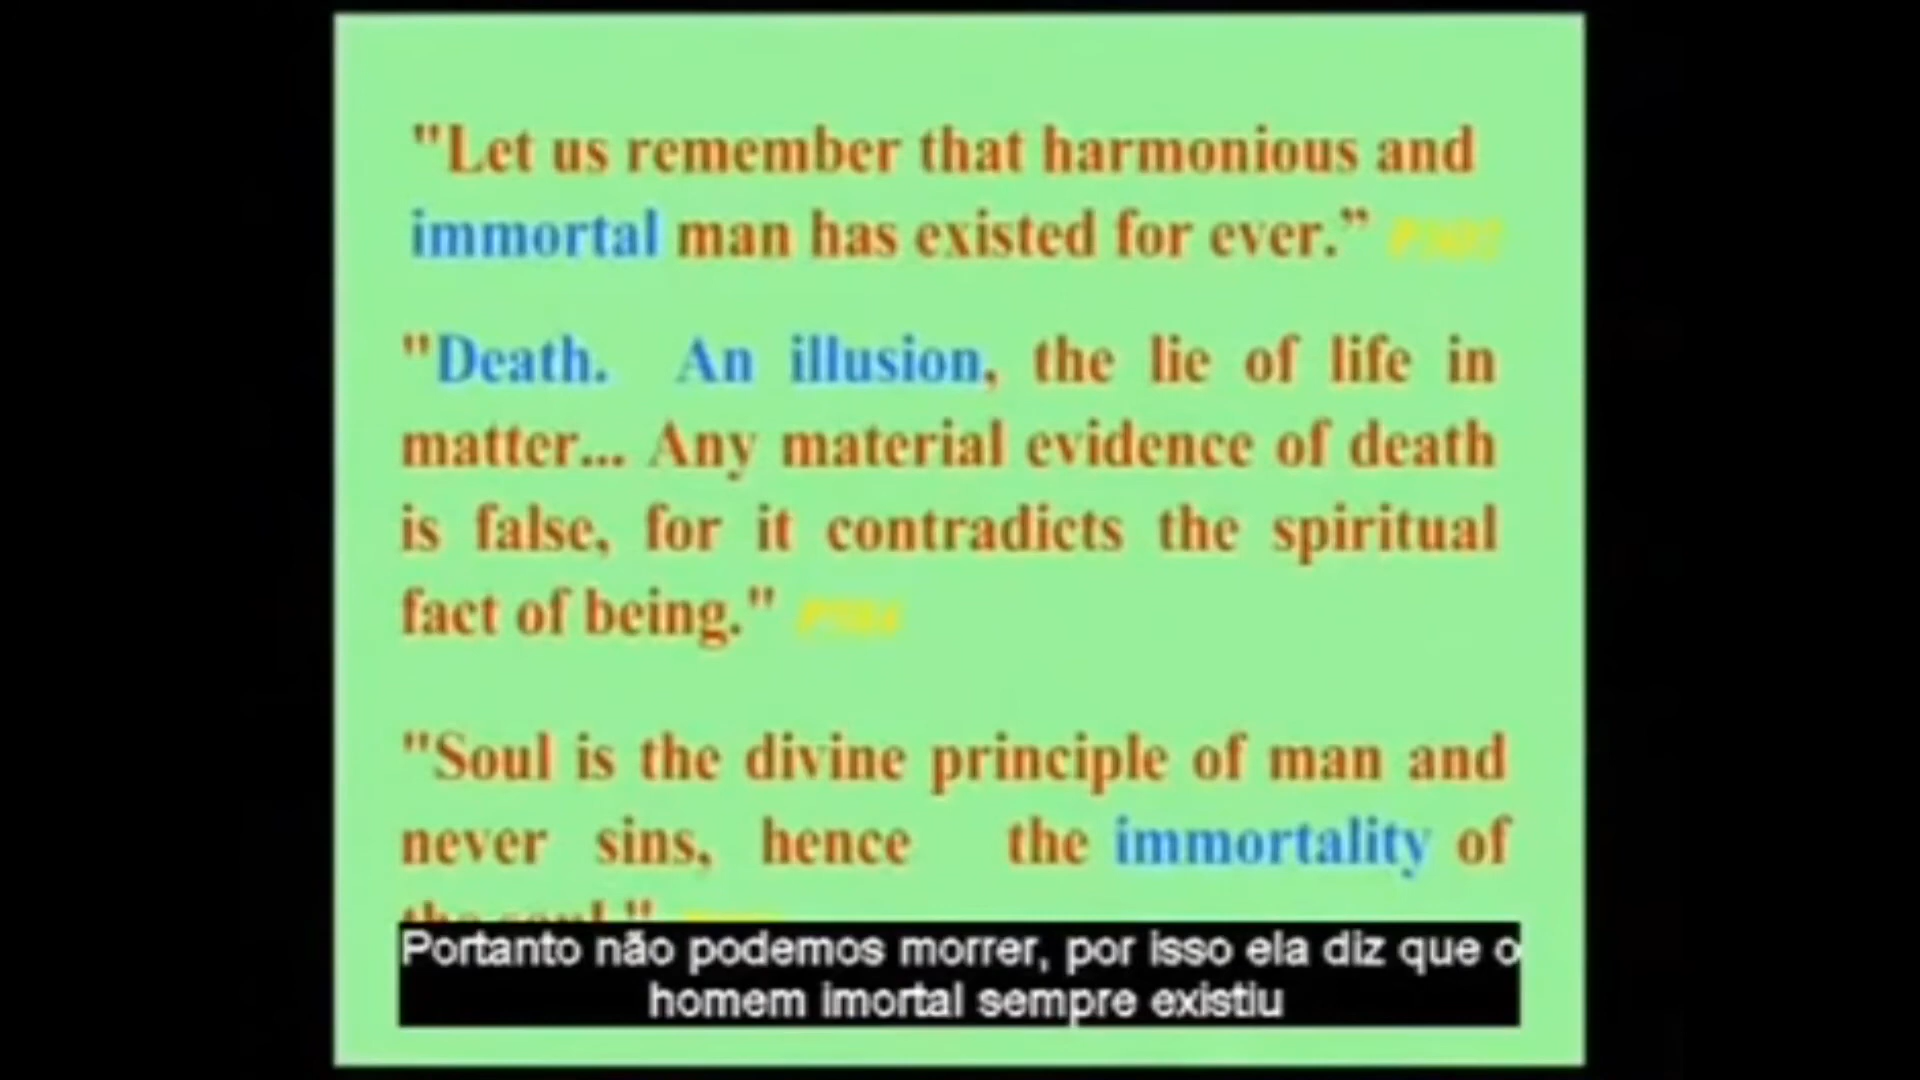 "Let us remember that harmonious and
immortal man has existed for ever.”
"Death. An illusion, the lie of life in
matter... Any material evidence of death
is false, for it contradicts the spiritual
fact of being."
"Soul is the divine principle of man and
never sins, hence the immortality of
the soul."
Portanto não podemos morrer, por isso ela diz que o
homem imortal sempre existiu